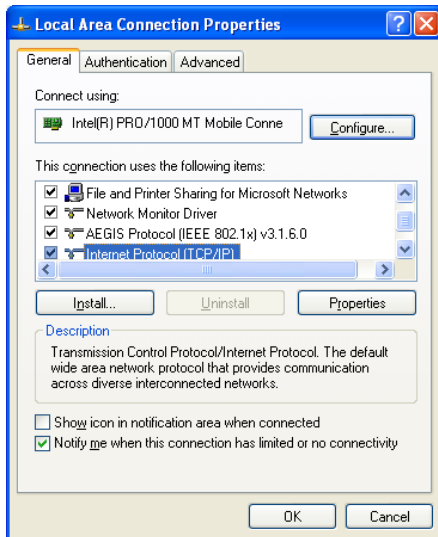 Local Area Connection Properties
General Authentication Advanced
Connect using:
Intel(R) PRO/1000 MT Mobile Conne
Configure...
This connection uses the following items:
File and Printer Sharing for Microsoft Networks
Network Monitor Driver
AEGIS Protocol (IEEE 802.1x) v3.1.6.0
Internet Protocol (TCP/IP)
Install... Uninstall Properties
Description
Transmission Control Protocol/Internet Protocol. The default
wide area network protocol that provides communication
across diverse interconnected networks.
Show icon in notification area when connected
Notify me when this connection has limited or no connectivity
OK Cancel